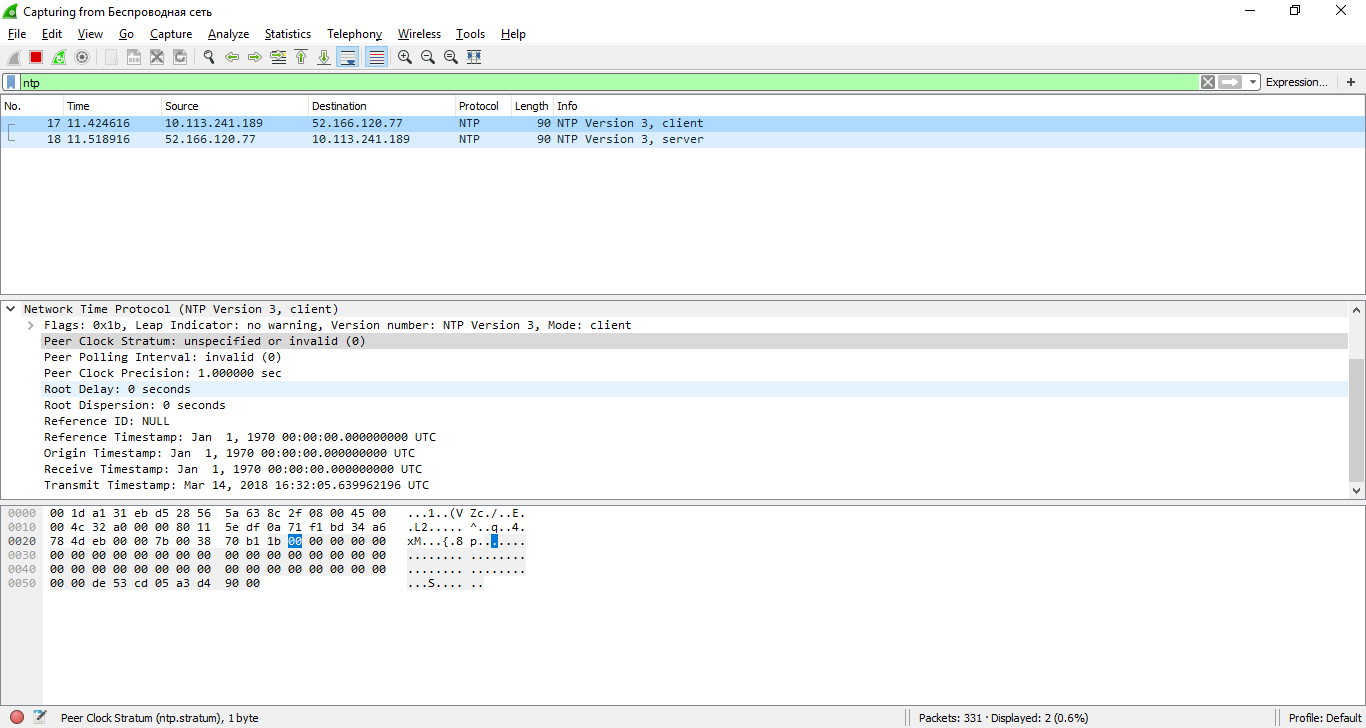 Capturing from Беспроводная сеть
File Edit View Go Capture Analyze Statistics Telephony Wireless Tools Help
ntp Expression... +
No. Time Source Destination Protocol Length Info
17 11.424616 10.113.241.189 52.166.120.77 NTP 90 NTP Version 3, client
18 11.518916 52.166.120.77 10.113.241.189 NTP 90 NTP Version 3, server
Network Time Protocol (NTP Version 3, client)
Flags: 0x1b, Leap Indicator: no warning, Version number: NTP Version 3, Mode: client
Peer Clock Stratum: unspecified or invalid (0)
Peer Polling Interval: invalid (0)
Peer Clock Precision: 1.000000 sec
Root Delay: 0 seconds
Root Dispersion: 0 seconds
Reference ID: NULL
Reference Timestamp: Jan  1, 1970 00:00:00.000000000 UTC
Origin Timestamp: Jan  1, 1970 00:00:00.000000000 UTC
Receive Timestamp: Jan  1, 1970 00:00:00.000000000 UTC
Transmit Timestamp: Mar 14, 2018 16:32:05.639962196 UTC
0000 00 1d a1 31 eb d5 28 56 5a 63 8c 2f 08 00 45 00 ...1..(V Zc./..E.
0010 00 4c 32 a0 00 00 80 11 5e df 0a 71 f1 bd 34 a6 .L2..... ^..q..4.
0020 78 4d eb 00 00 7b 00 38 70 b1 1b 00 00 00 00 00 xM...{.8 p.......
0030 00 00 00 00 00 00 00 00 00 00 00 00 00 00 00 00 ........ ........
0040 00 00 00 00 00 00 00 00 00 00 00 00 00 00 00 00 ........ ........
0050 00 00 de 53 cd 05 a3 d4 90 00 ...S.... ..
Peer Clock Stratum (ntp.stratum), 1 byte Packets: 331 · Displayed: 2 (0.6%) Profile: Default